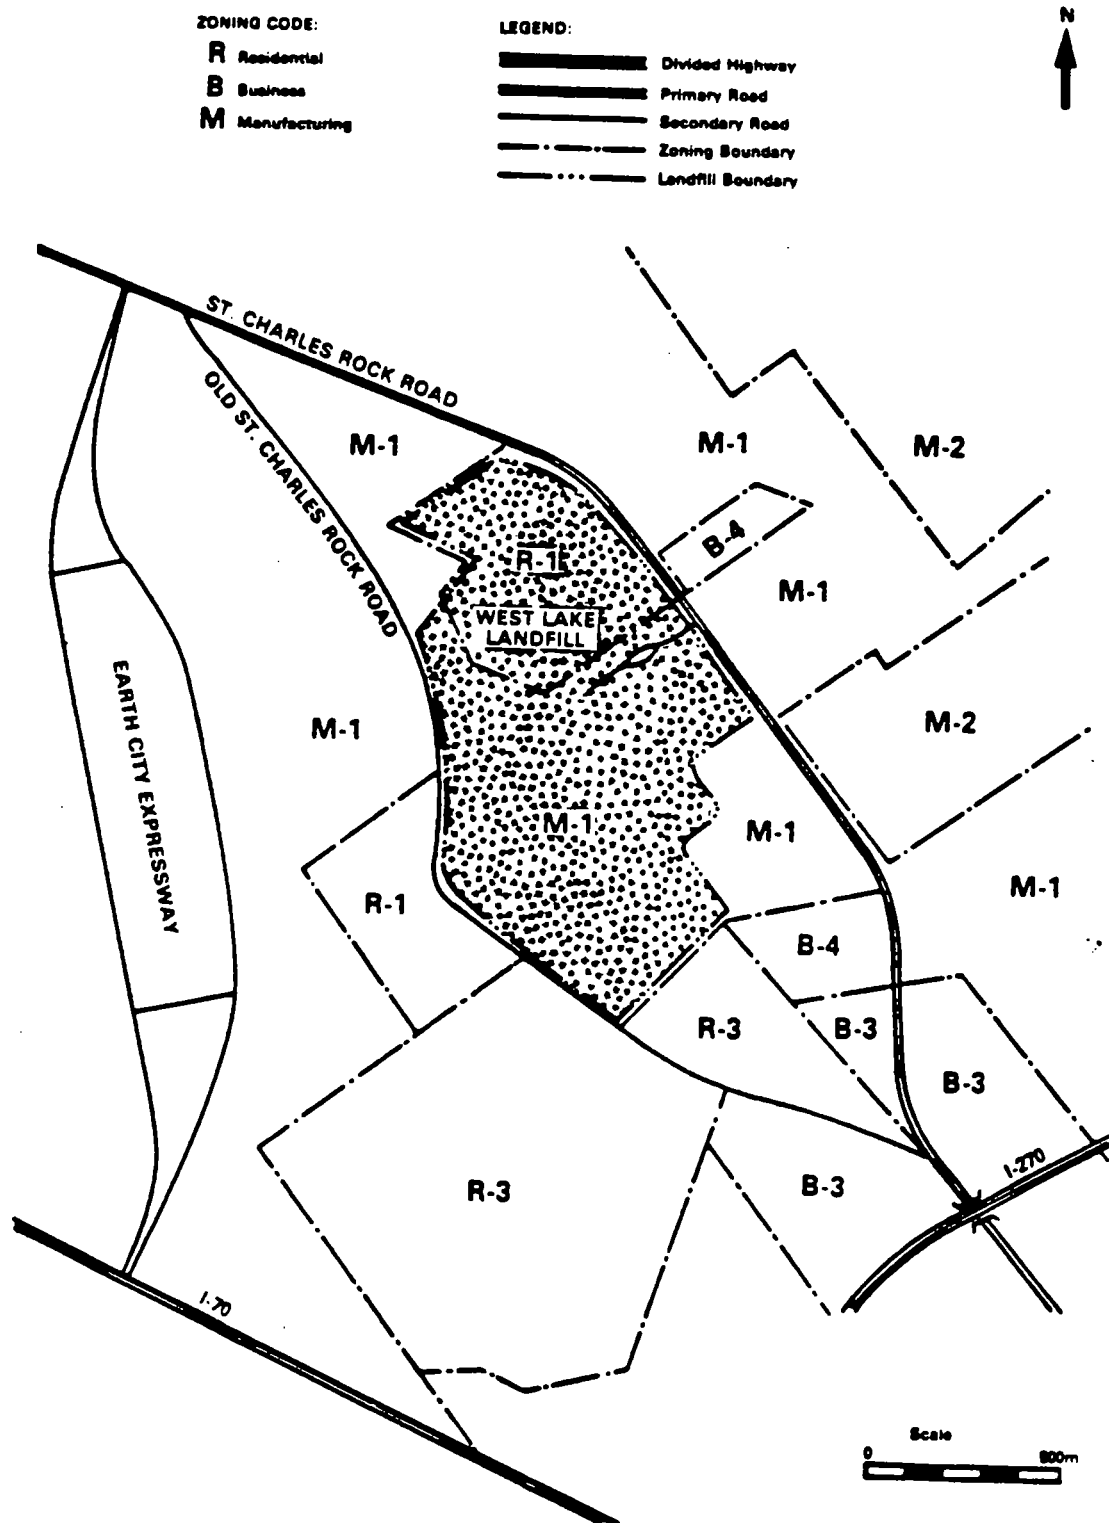 ZONING CODE:
R Residential
B Business
M Manufacturing
LEGEND:
Divided Highway
Primary Road
Secondary Road
Zoning Boundary
Landfill Boundary
N
ST. CHARLES ROCK ROAD
OLD ST. CHARLES ROCK ROAD
M-1
M-1
M-2
B-4
R-1
M-1
WEST LAKE
LANDFILL
EARTH CITY EXPRESSWAY
M-1
M-2
M-1
M-1
M-1
R-1
B-4
R-3
B-3
B-3
I-270
R-3
B-3
I-70
Scale
0